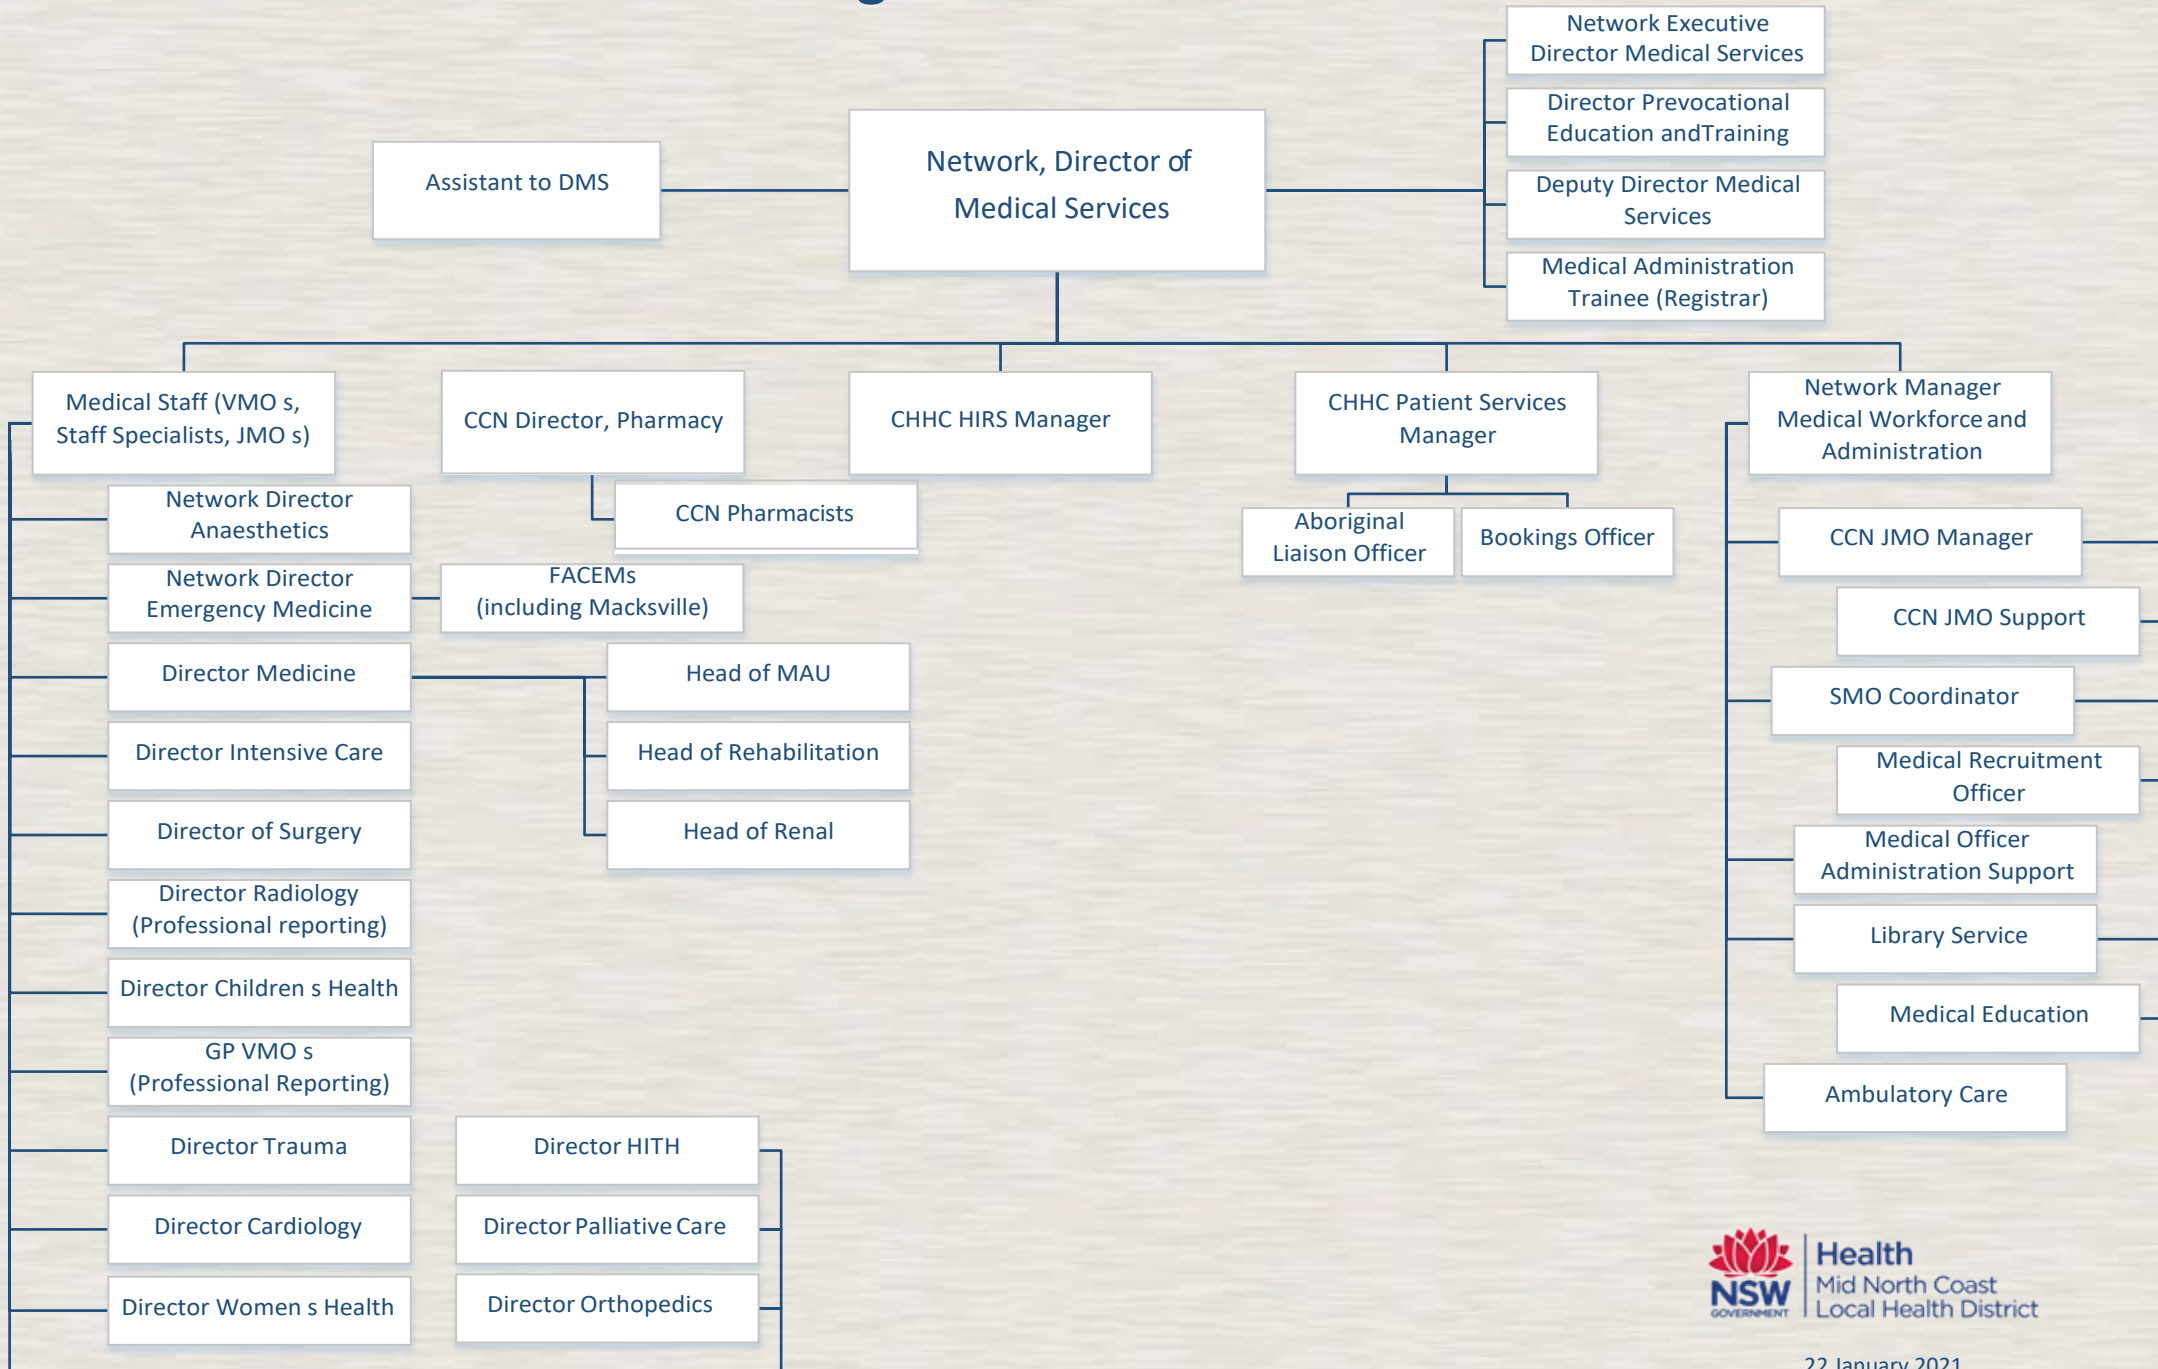 Network Executive
Director Medical Services
Director Prevocational
Education andTraining
Deputy Director Medical
Services
Medical Administration
Trainee (Registrar)
Network, Director of
Medical Services
Assistant to DMS
Medical Staff (VMO s,
Staff Specialists, JMO s)
CCN Director, Pharmacy
CHHC HIRS Manager
CHHC Patient Services
Manager
Network Manager
Medical Workforce and
Administration
Network Director
Anaesthetics
CCN Pharmacists
Aboriginal
Liaison Officer
Bookings Officer
CCN JMO Manager
Network Director
Emergency Medicine
FACEMs
(including Macksville)
CCN JMO Support
Director Medicine
Head of MAU
SMO Coordinator
Director Intensive Care
Head of Rehabilitation
Medical Recruitment
Officer
Director of Surgery
Head of Renal
Medical Officer
Administration Support
Director Radiology
(Professional reporting)
Library Service
Director Children s Health
Medical Education
GP VMO s
(Professional Reporting)
Ambulatory Care
Director Trauma
Director HITH
Director Cardiology
Director Palliative Care
Director Women s Health
Director Orthopedics
NSW
GOVERNMENT
Health
Mid North Coast
Local Health District
22 January 2021